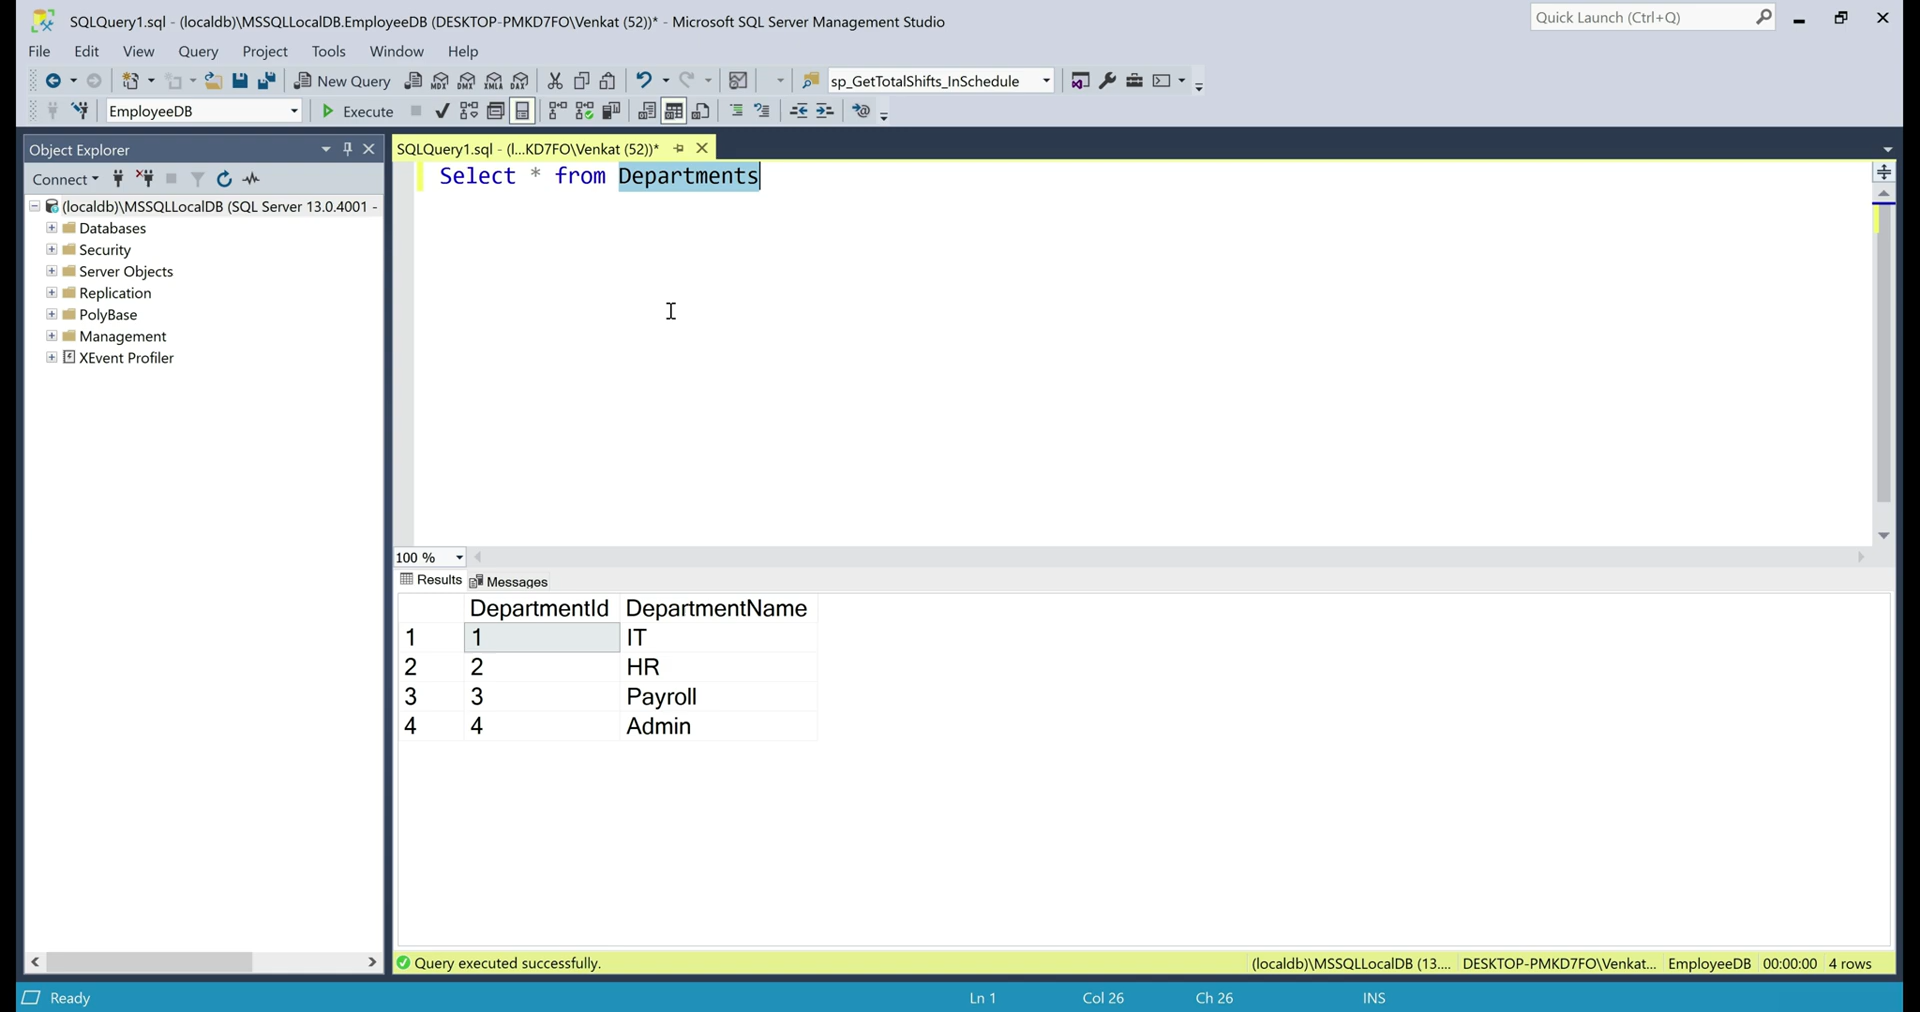 SQLQuery1.sql - (localdb)\MSSQLLocalDB.EmployeeDB (DESKTOP-PMKD7FO\Venkat (52))* - Microsoft SQL Server Management Studio
Quick Launch (Ctrl+Q)
File Edit View Query Project Tools Window Help
New Query
MDX DMX XMLA DAX
sp_GetTotalShifts_InSchedule
EmployeeDB
Execute
Object Explorer
SQLQuery1.sql - (l...KD7FO\Venkat (52))*
Connect
Select * from Departments
(localdb)\MSSQLLocalDB (SQL Server 13.0.4001 -
Databases
Security
Server Objects
Replication
PolyBase
Management
XEvent Profiler
100 %
Results Messages
DepartmentId DepartmentName
1 1 IT
2 2 HR
3 3 Payroll
4 4 Admin
Query executed successfully.
(localdb)\MSSQLLocalDB (13.... DESKTOP-PMKD7FO\Venkat... EmployeeDB 00:00:00 4 rows
Ready
Ln 1 Col 26 Ch 26 INS